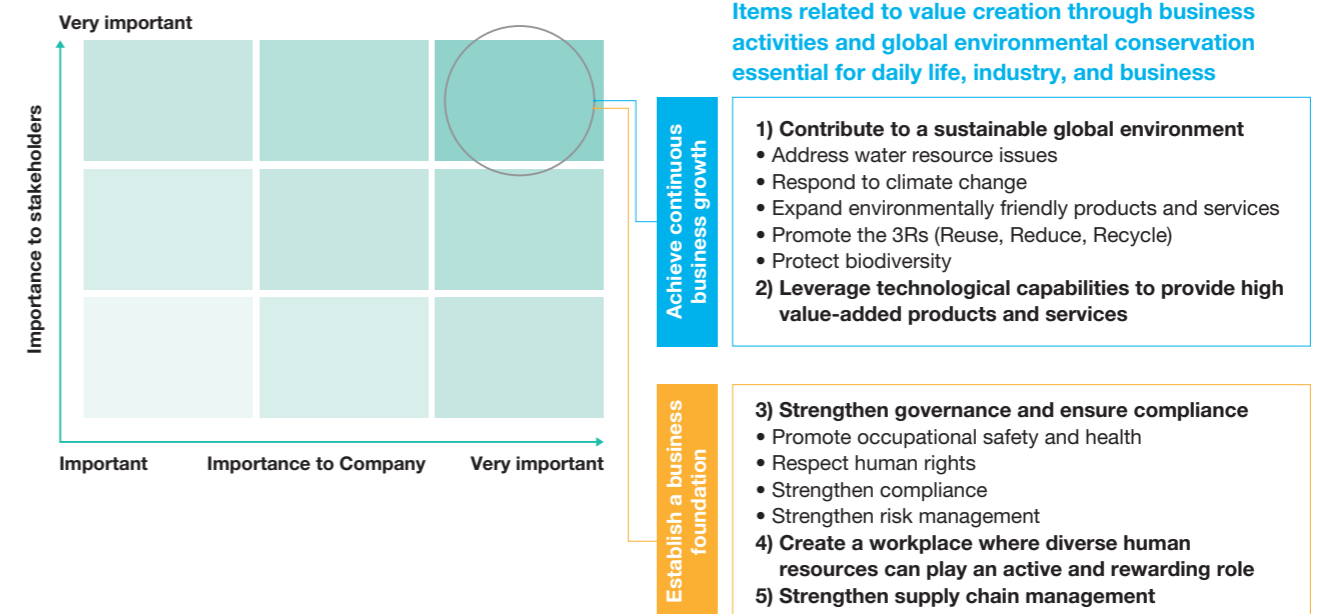 Very important
Importance to stakeholders
Important
Importance to Company
Very important
Items related to value creation through business
activities and global environmental conservation
essential for daily life, industry, and business
Achieve continuous
business growth
1) Contribute to a sustainable global environment
• Address water resource issues
• Respond to climate change
• Expand environmentally friendly products and services
• Promote the 3Rs (Reuse, Reduce, Recycle)
• Protect biodiversity
2) Leverage technological capabilities to provide high
value-added products and services
Establish a business
foundation
3) Strengthen governance and ensure compliance
• Promote occupational safety and health
• Respect human rights
• Strengthen compliance
• Strengthen risk management
4) Create a workplace where diverse human
resources can play an active and rewarding role
5) Strengthen supply chain management